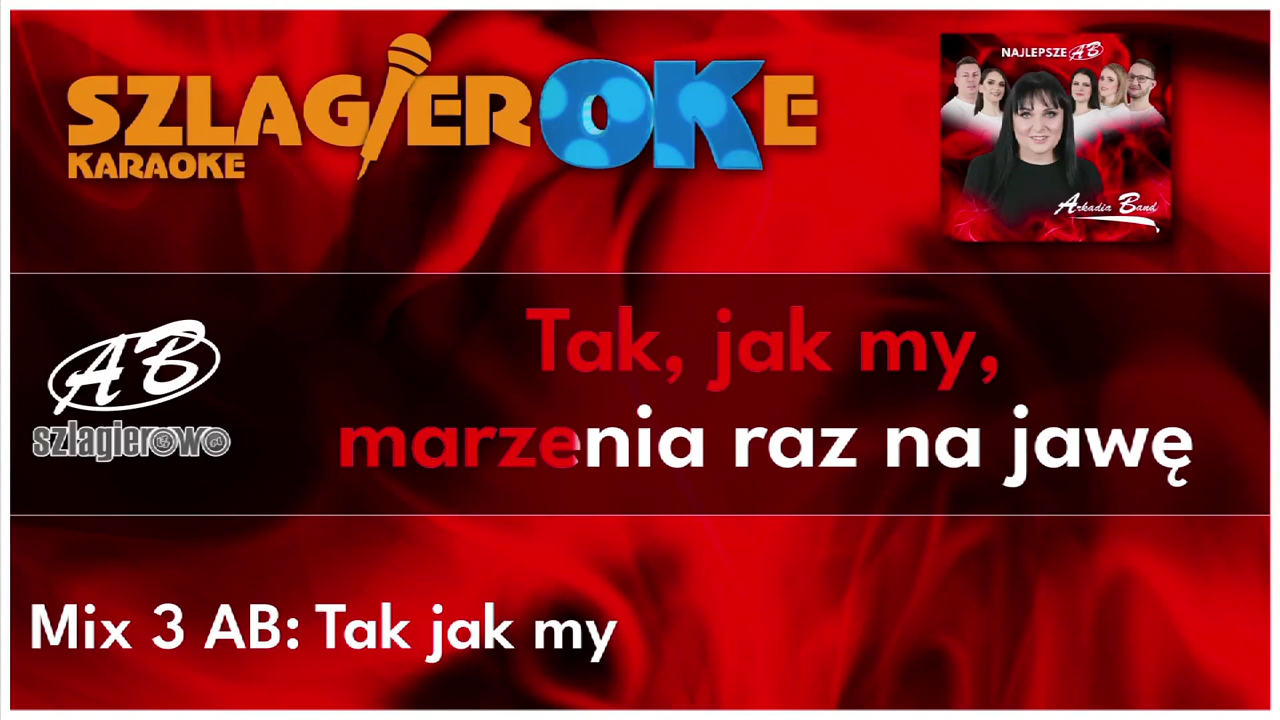 SZLAGIEROKE
KARAOKE
NAJLEPSZE AB
Arkadia Band
AB
szlagierowo
Tak, jak my,
marzenia raz na jawę
Mix 3 AB: Tak jak my